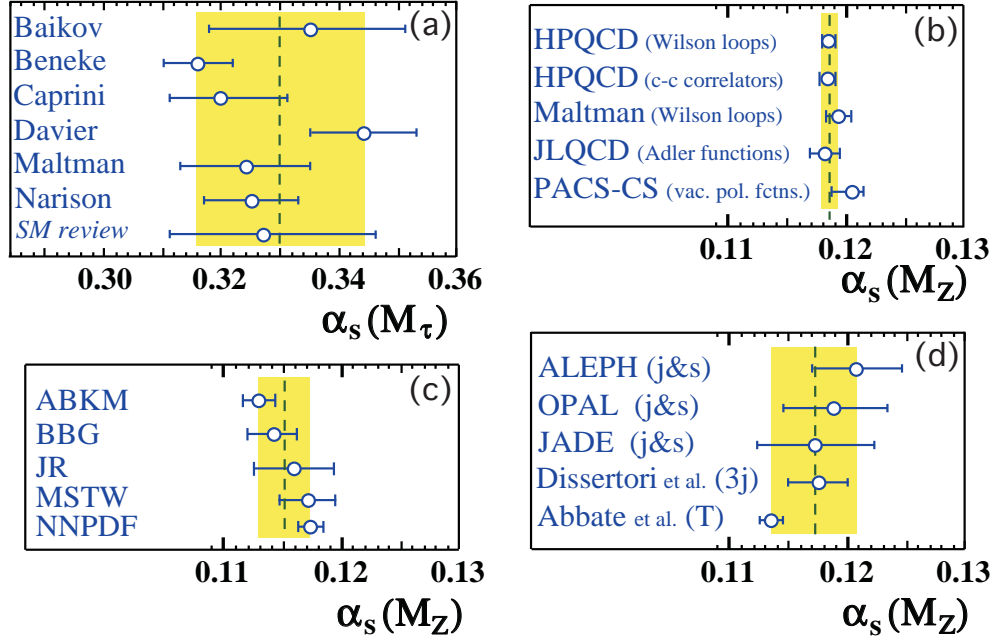 (a)
Baikov
Beneke
Caprini
Davier
Maltman
Narison
SM review
0.30 0.32 0.34 0.36
αs(Mτ)
(b)
HPQCD (Wilson loops)
HPQCD (c-c correlators)
Maltman (Wilson loops)
JLQCD (Adler functions)
PACS-CS (vac. pol. fctns.)
0.11 0.12 0.13
αs(MZ)
(c)
ABKM
BBG
JR
MSTW
NNPDF
0.11 0.12 0.13
αs(MZ)
(d)
ALEPH (j&s)
OPAL (j&s)
JADE (j&s)
Dissertori et al. (3j)
Abbate et al. (T)
0.11 0.12 0.13
αs(MZ)